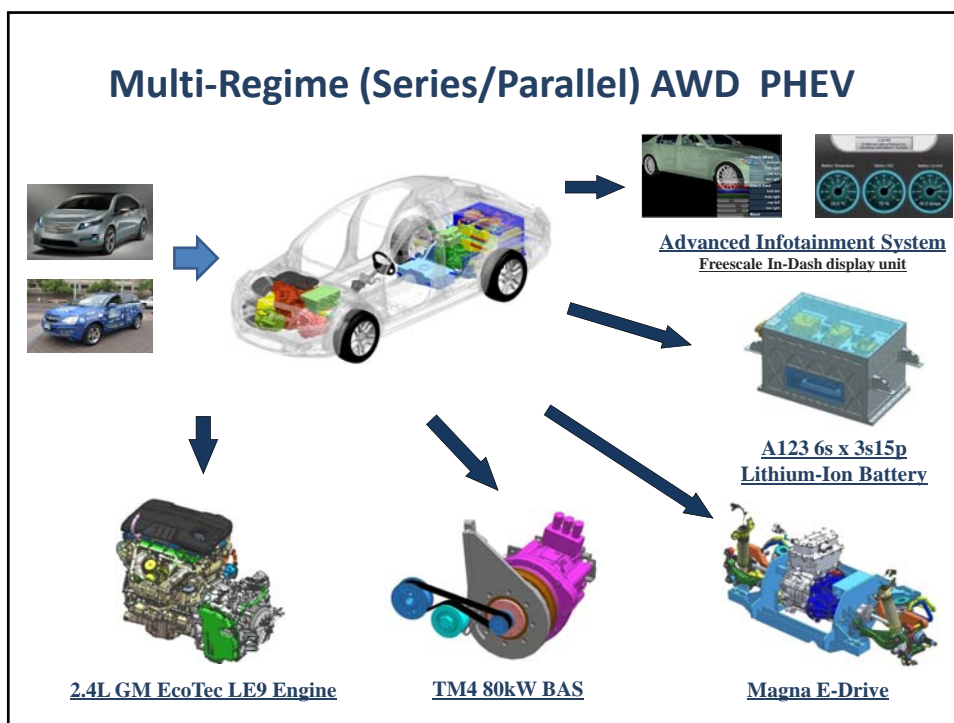 Multi-Regime (Series/Parallel) AWD PHEV
Advanced Infotainment System
Freescale In-Dash display unit
A123 6s x 3s15p
Lithium-Ion Battery
2.4L GM EcoTec LE9 Engine
TM4 80kW BAS
Magna E-Drive